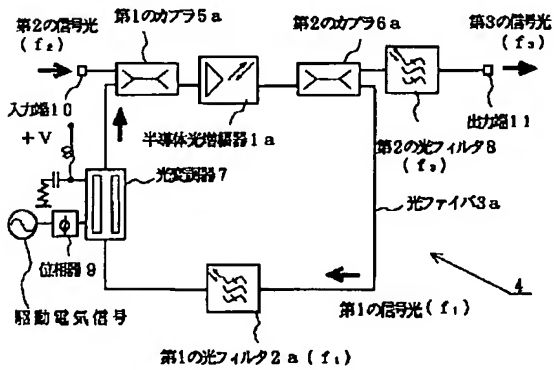 第2の信号光
(f₂)
第1のカプラ5a
第2のカプラ6a
第3の信号光
(f₃)
入力端10
+V
半導体光増幅器1a
出力端11
第2の光フィルタ8
(f₃)
光変調器7
光ファイバ3a
位相器9
φ
駆動電気信号
第1の信号光(f₁)
4
第1の光フィルタ2a(f₁)